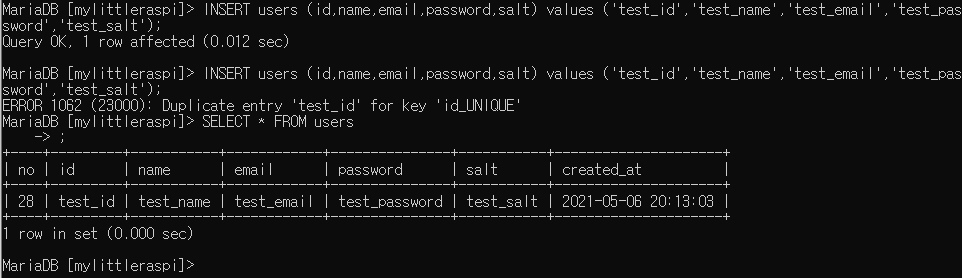 MariaDB [mylittleraspi]> INSERT users (id,name,email,password,salt) values ('test_id','test_name','test_email','test_pas
sword','test_salt');
Query OK, 1 row affected (0.012 sec)
MariaDB [mylittleraspi]> INSERT users (id,name,email,password,salt) values ('test_id','test_name','test_email','test_pas
sword','test_salt');
ERROR 1062 (23000): Duplicate entry 'test_id' for key 'id_UNIQUE'
MariaDB [mylittleraspi]> SELECT * FROM users
    -> ;
+----+---------+-----------+------------+---------------+-----------+---------------------+
| no | id      | name      | email      | password      | salt      | created_at          |
+----+---------+-----------+------------+---------------+-----------+---------------------+
| 28 | test_id | test_name | test_email | test_password | test_salt | 2021-05-06 20:13:03 |
+----+---------+-----------+------------+---------------+-----------+---------------------+
1 row in set (0.000 sec)
MariaDB [mylittleraspi]>